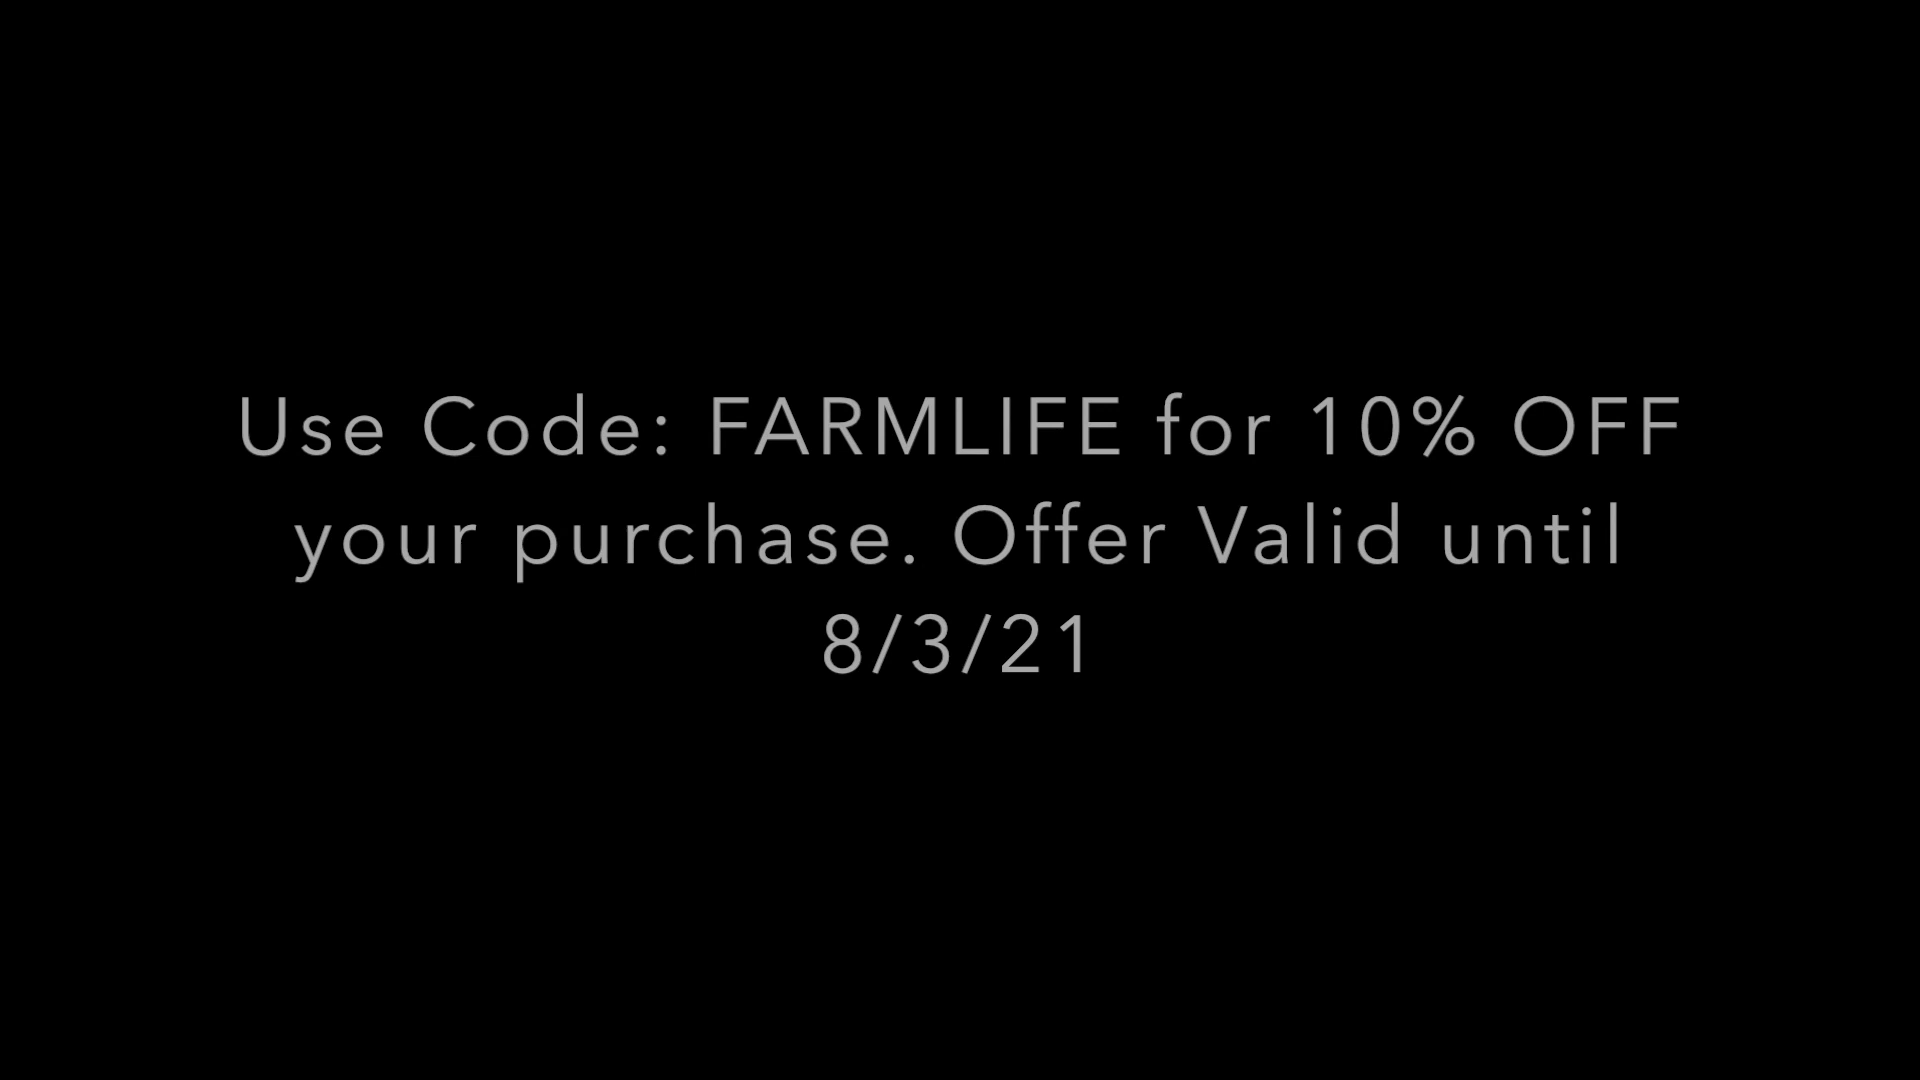 Use Code: FARMLIFE for 10% OFF
your purchase. Offer Valid until
8/3/21